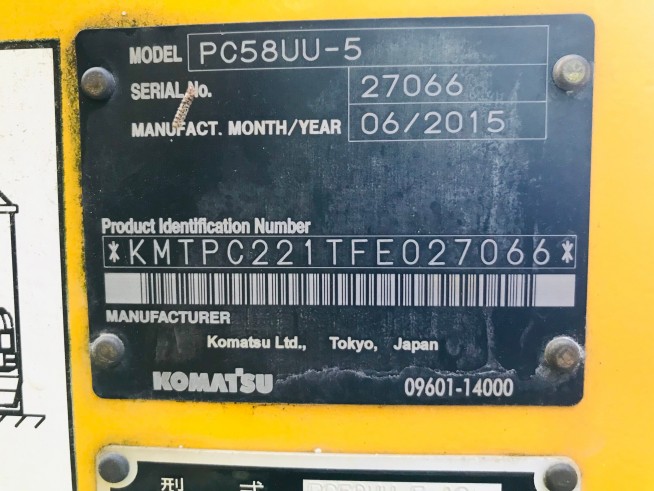 MODEL PC58UU-5
SERIAL No. 27066
MANUFACT. MONTH/YEAR 06/2015
Product Identification Number
*KMTPC221TFE027066*
MANUFACTURER
Komatsu Ltd., Tokyo, Japan
KOMATSU 09601-14000
型 式